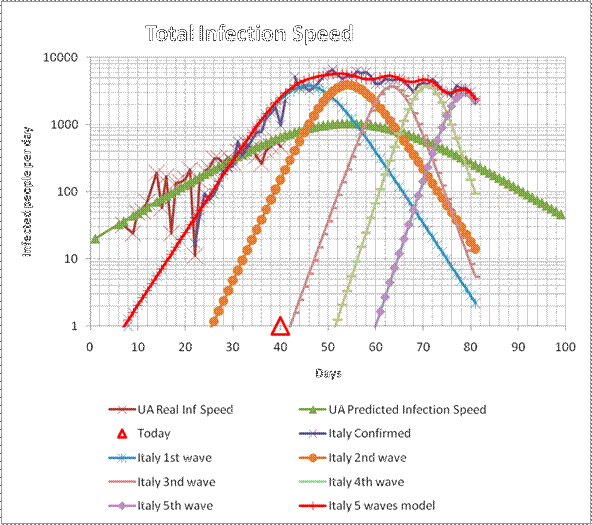 Total Infection Speed
10000
1000
100
10
1
0 10 20 30 40 50 60 70 80 90 100
Infected people per day
Days
UA Real Inf Speed
UA Predicted Infection Speed
Today
Italy Confirmed
Italy 1st wave
Italy 2nd wave
Italy 3nd wave
Italy 4th wave
Italy 5th wave
Italy 5 waves model